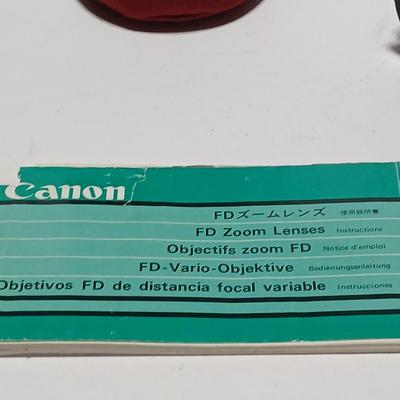 Canon
FDズームレンズ 使用説明書
FD Zoom Lenses Instructions
Objectifs zoom FD Notice d'emploi
FD-Vario-Objektive Bedienungsanleitung
Objetivos FD de distancia focal variable Instrucciones